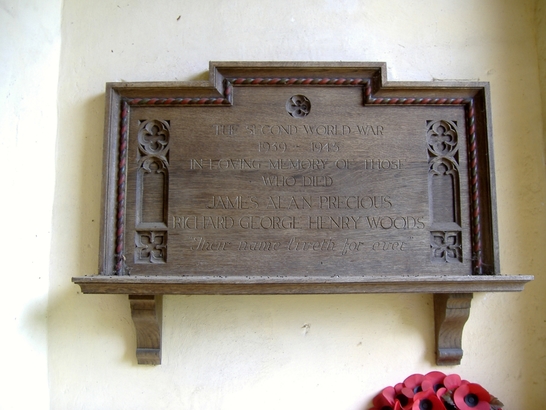 THE SECOND WORLD WAR
1939 - 1945
IN LOVING MEMORY OF THOSE
WHO DIED
JAMES ALAN PRECIOUS
RICHARD GEORGE HENRY WOODS
"Their name liveth for ever"